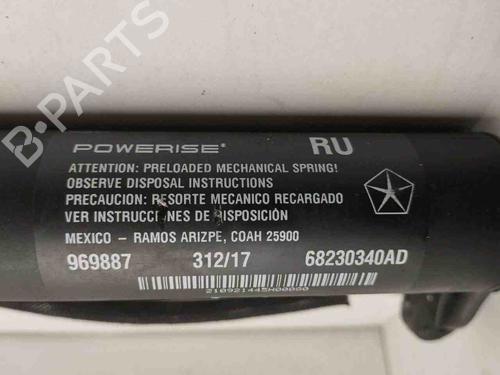 B-PARTS
POWERISE®
RU
ATTENTION: PRELOADED MECHANICAL SPRING!
OBSERVE DISPOSAL INSTRUCTIONS
PRECAUCION: RESORTE MECANICO RECARGADO
VER INSTRUCCIONES DE DISPOSICIÓN
MEXICO – RAMOS ARIZPE, COAH 25900
969887 312/17 68230340AD
210921445H00080